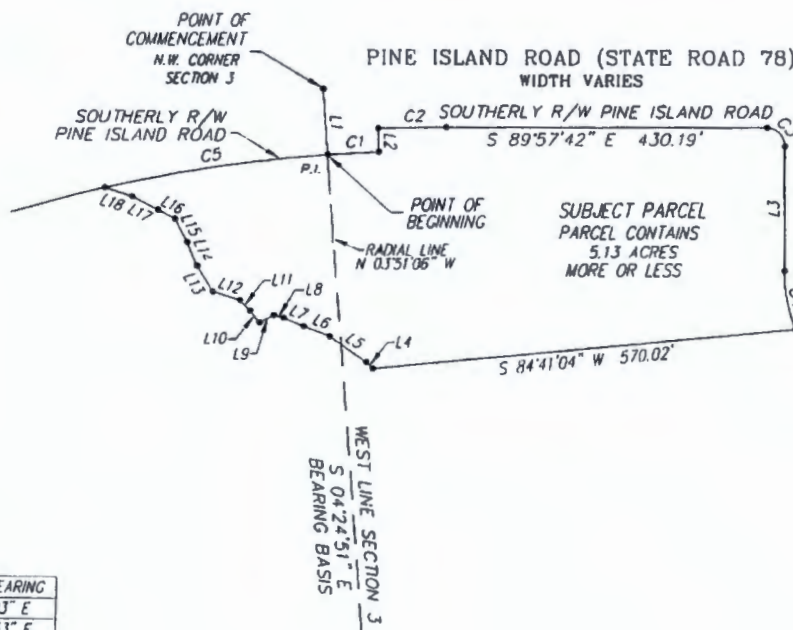 POINT OF
COMMENCEMENT
N.W. CORNER
SECTION 3
PINE ISLAND ROAD (STATE ROAD 78)
WIDTH VARIES
SOUTHERLY R/W
PINE ISLAND ROAD
L1
C1
L2
C2
SOUTHERLY R/W PINE ISLAND ROAD
S 89°57'42" E 430.19'
C5
P.I.
POINT OF
BEGINNING
RADIAL LINE
N 03°51'06" W
SUBJECT PARCEL
PARCEL CONTAINS
5.13 ACRES
MORE OR LESS
L3
L18
L17
L16
L15
L14
L13
L12
L11
L10
L9
L8
L7
L6
L5
L4
S 84°41'04" W 570.02'
WEST LINE SECTION 3
S 04°24'51" E
BEARING BASIS
EARING
3" E
3" E